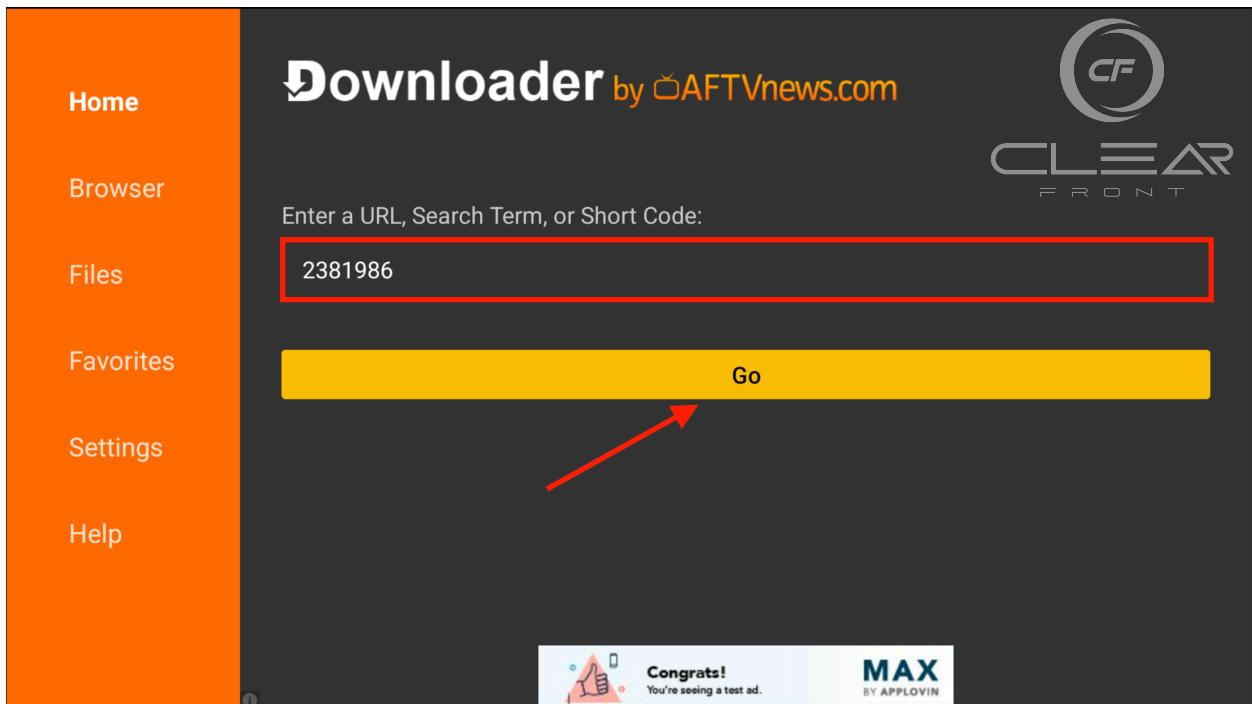 Home
Browser
Files
Favorites
Settings
Help
Downloader by AFTVnews.com
CF
CLEAR
FRONT
Enter a URL, Search Term, or Short Code:
2381986
Go
Congrats!
You're seeing a test ad.
MAX
BY APPLOVIN